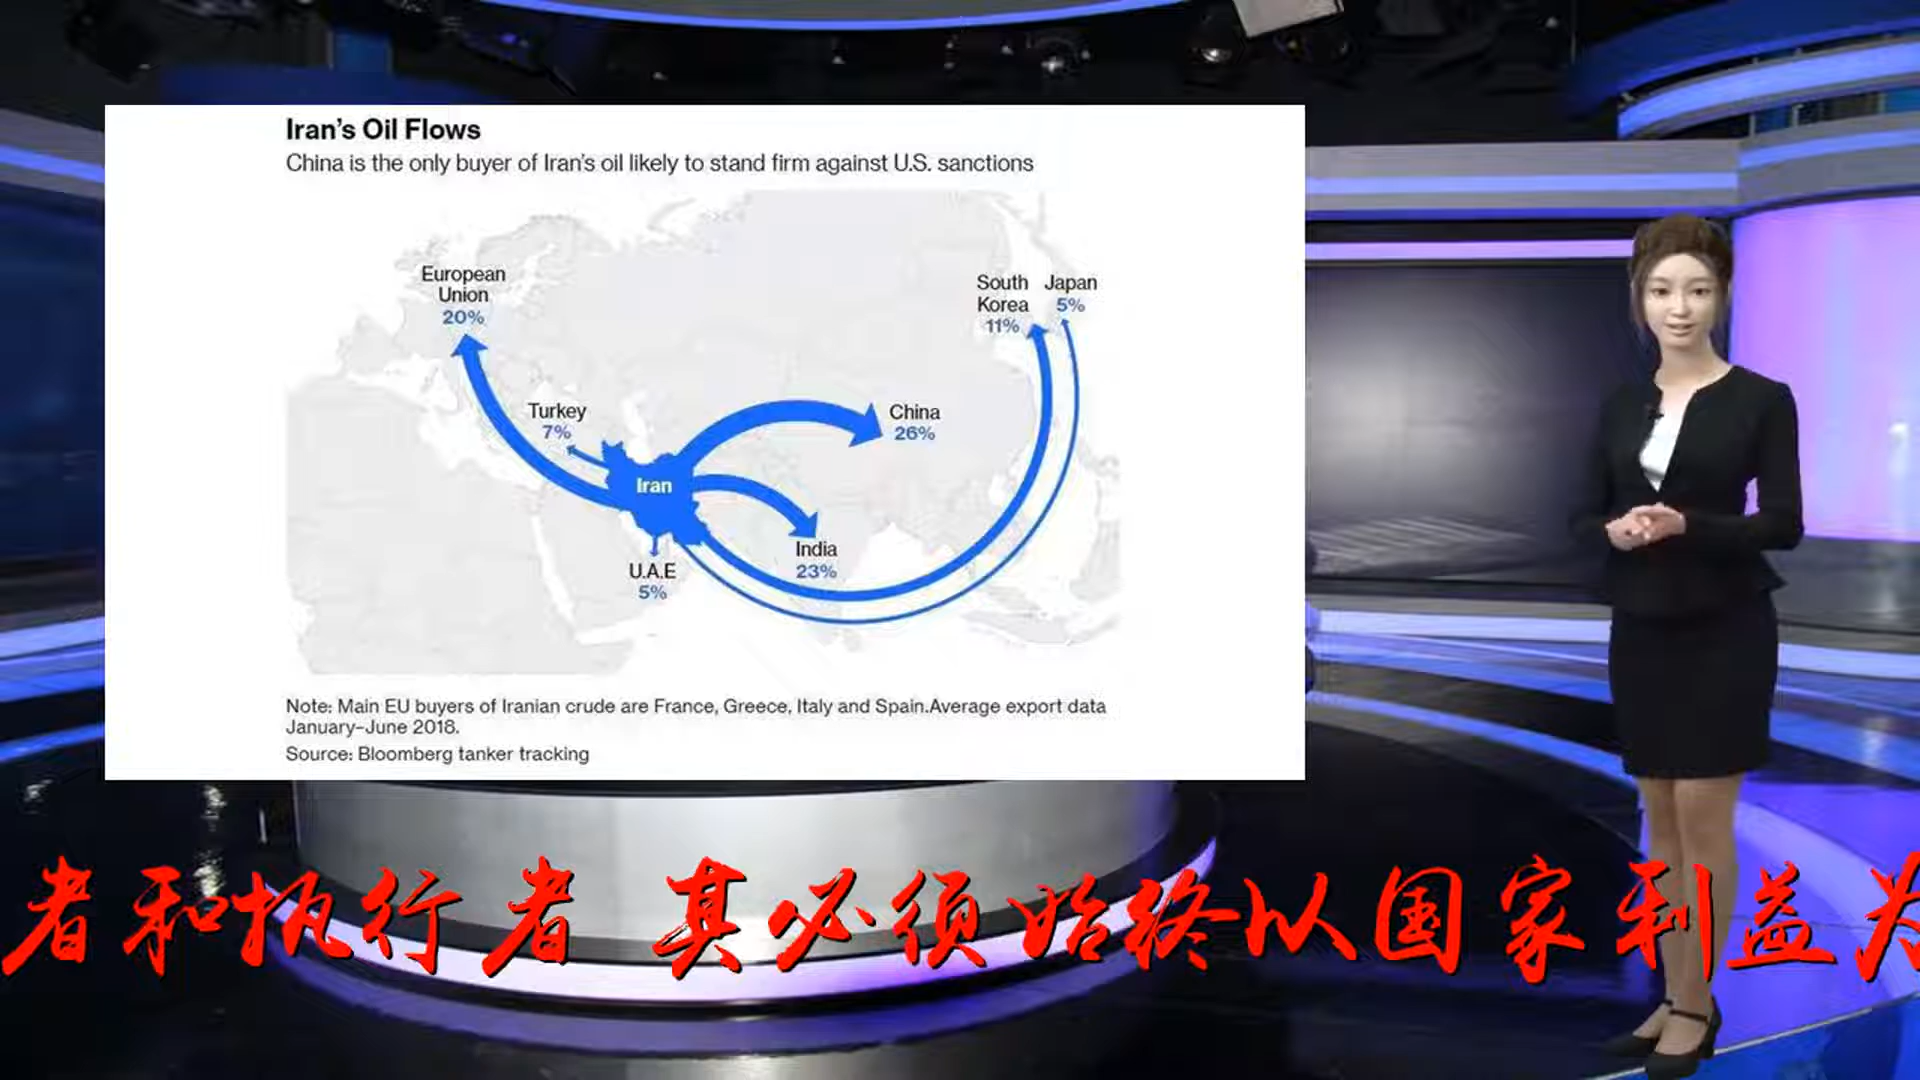 Iran's Oil Flows
China is the only buyer of Iran's oil likely to stand firm against U.S. sanctions
European
Union
20%
South
Korea
11%
Japan
5%
Turkey
7%
China
26%
Iran
India
23%
U.A.E
5%
Note: Main EU buyers of Iranian crude are France, Greece, Italy and Spain.Average export data
January–June 2018.
Source: Bloomberg tanker tracking
者和执行者 其必须始终以国家利益为